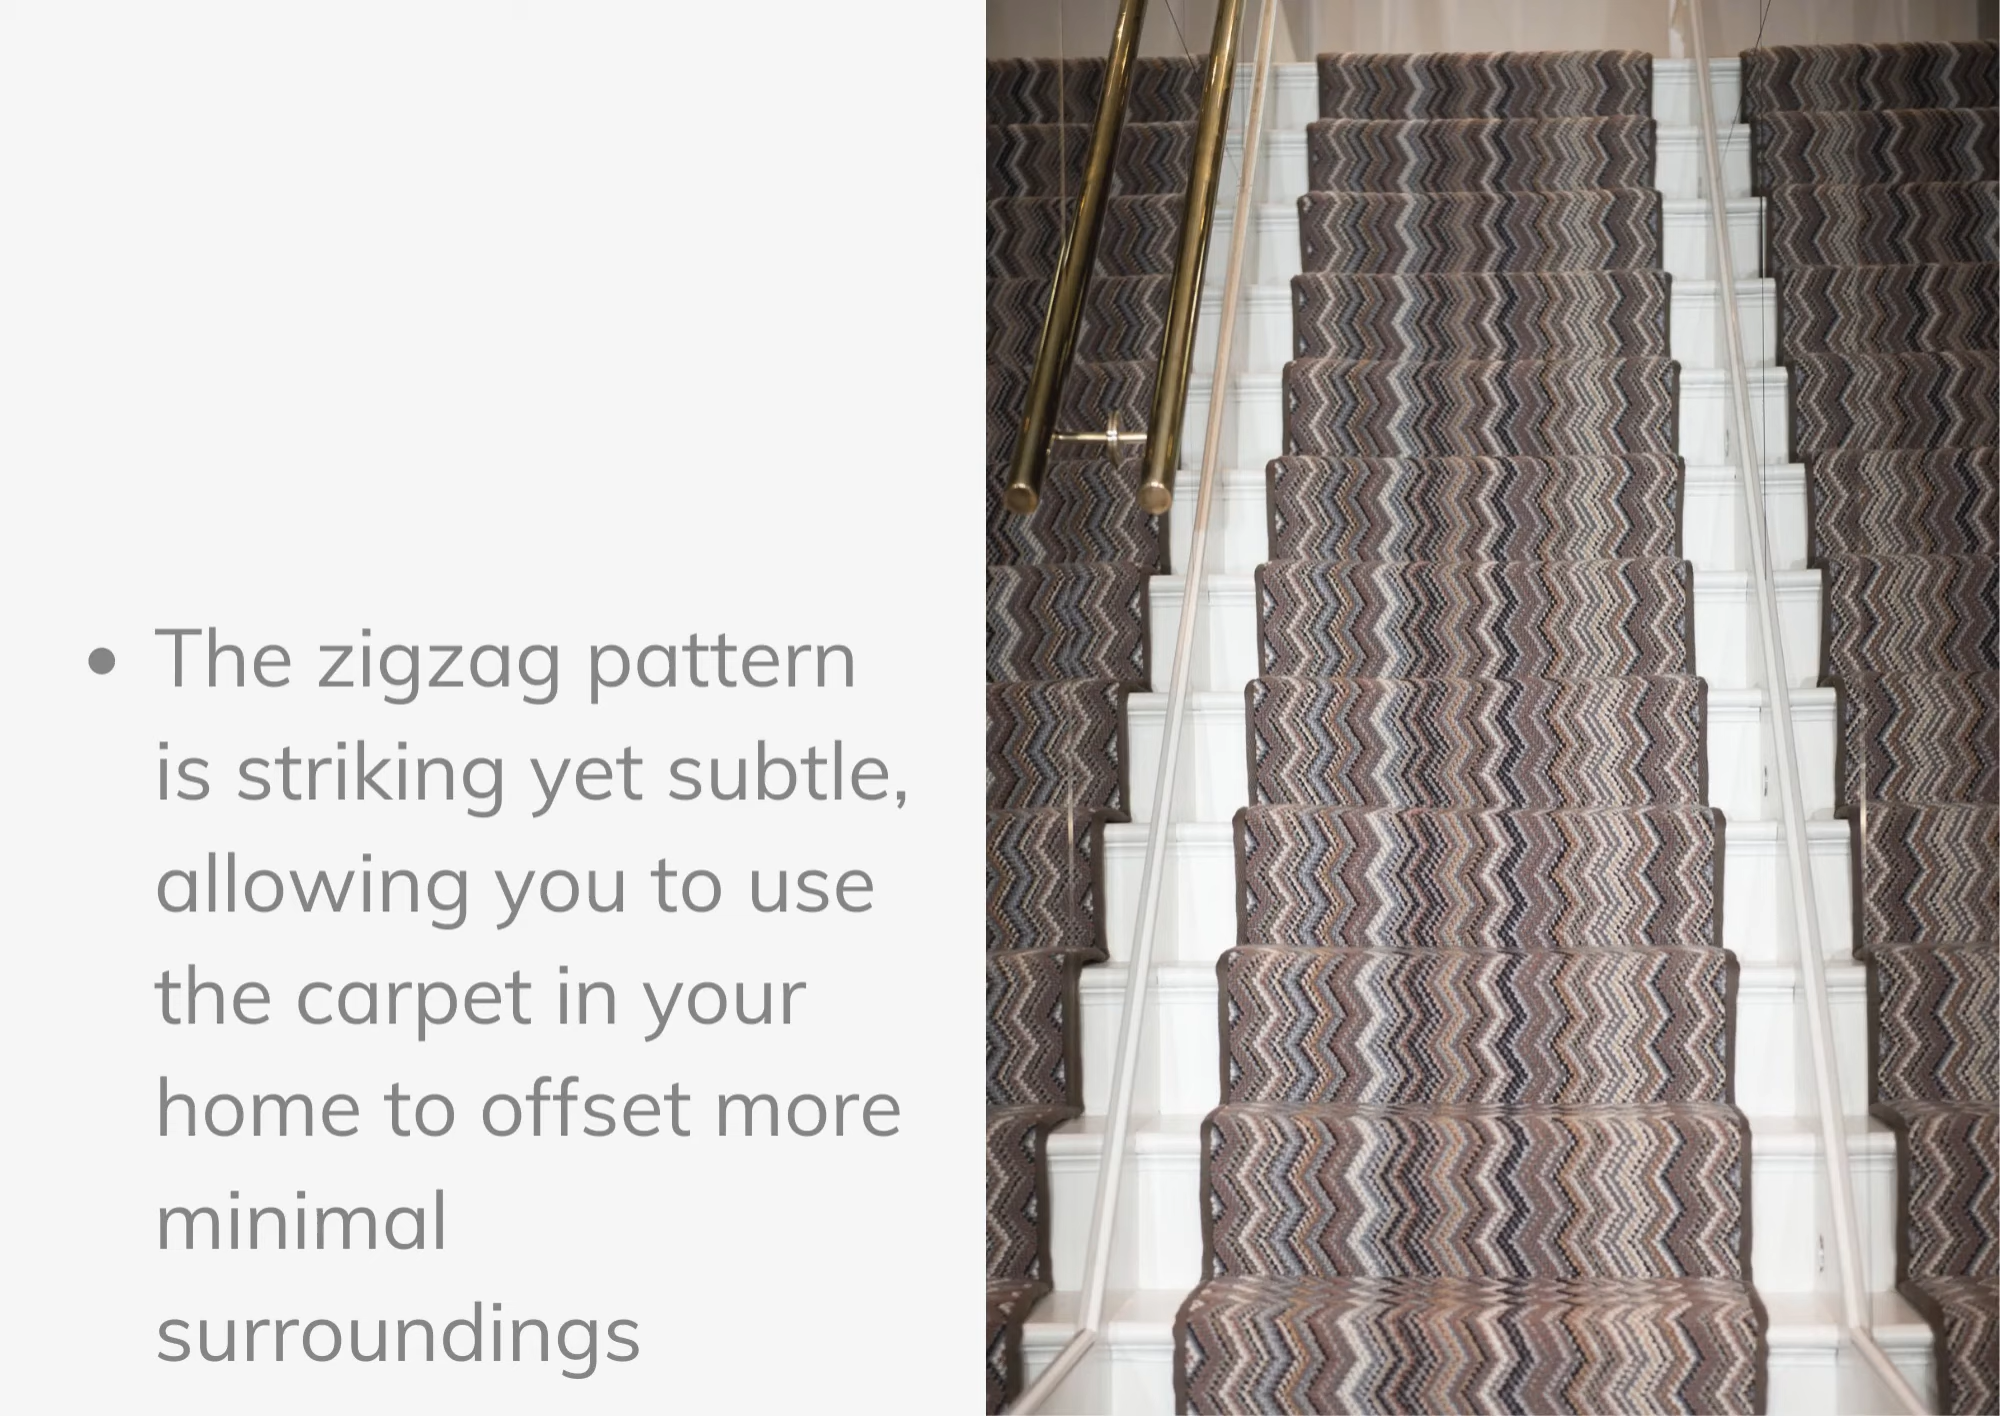 • The zigzag pattern
is striking yet subtle,
allowing you to use
the carpet in your
home to offset more
minimal
surroundings